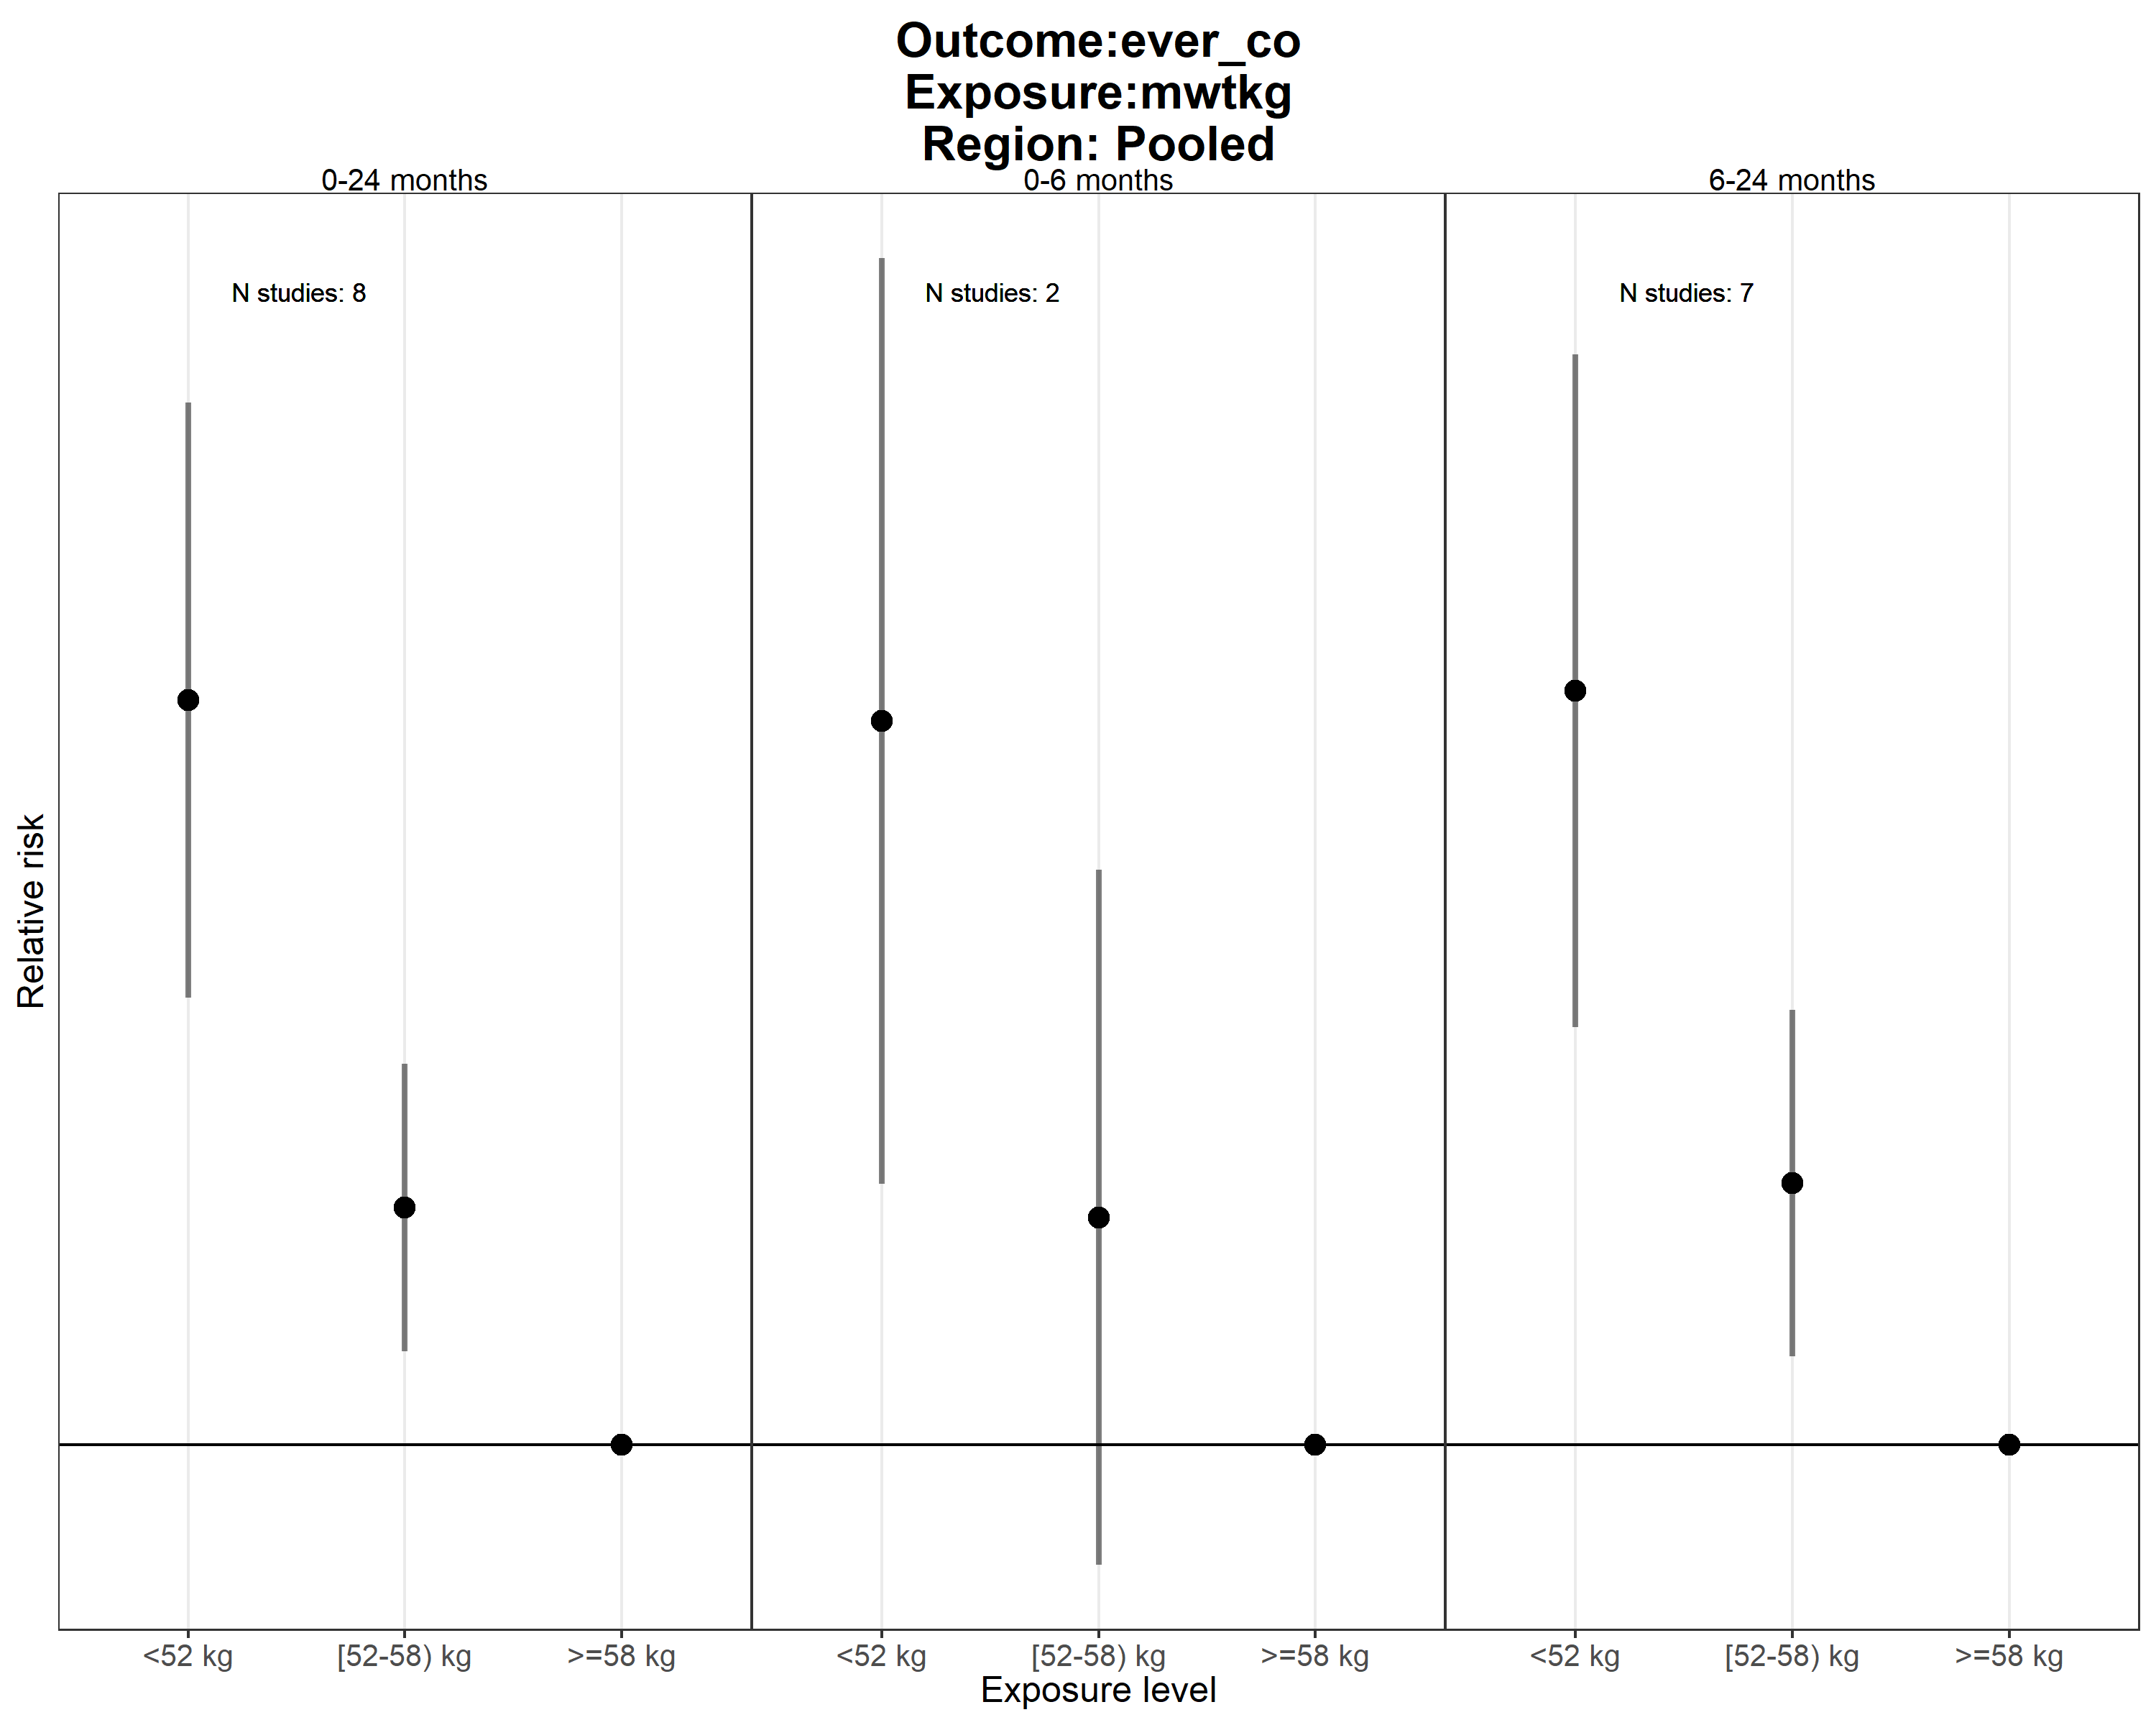 Outcome:ever_co
Exposure:mwtkg
Region: Pooled
0-24 months
0-6 months
6-24 months
N studies: 8
N studies: 2
N studies: 7
Relative risk
<52 kg
[52-58) kg
>=58 kg
<52 kg
[52-58) kg
>=58 kg
<52 kg
[52-58) kg
>=58 kg
Exposure level